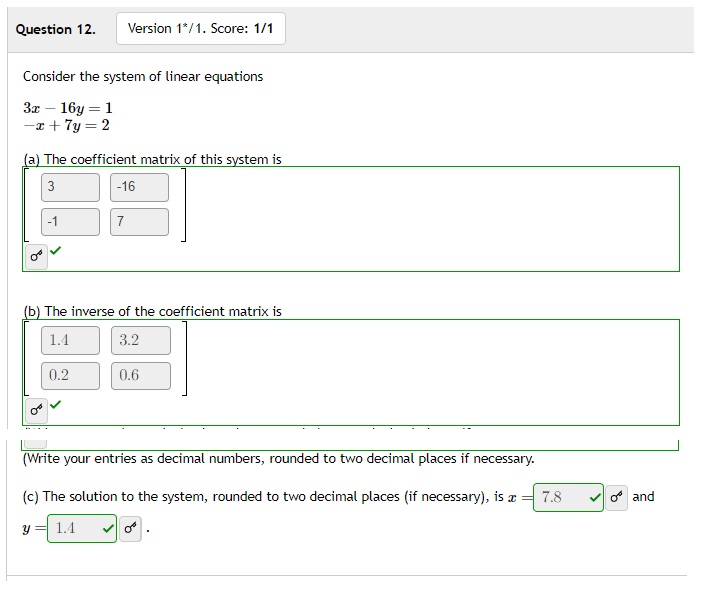 Question 12. Version 1*/1. Score: 1/1
Consider the system of linear equations
3x − 16y = 1
−x + 7y = 2
(a) The coefficient matrix of this system is
3 -16
-1 7
(b) The inverse of the coefficient matrix is
1.4 3.2
0.2 0.6
(Write your entries as decimal numbers, rounded to two decimal places if necessary.
(c) The solution to the system, rounded to two decimal places (if necessary), is x = 7.8 and
y = 1.4 .